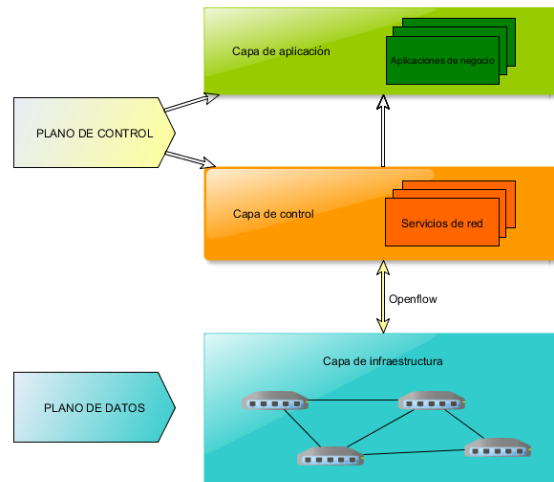 Capa de aplicación
Aplicaciones de negocio
PLANO DE CONTROL
Capa de control
Servicios de red
Openflow
Capa de infraestructura
PLANO DE DATOS